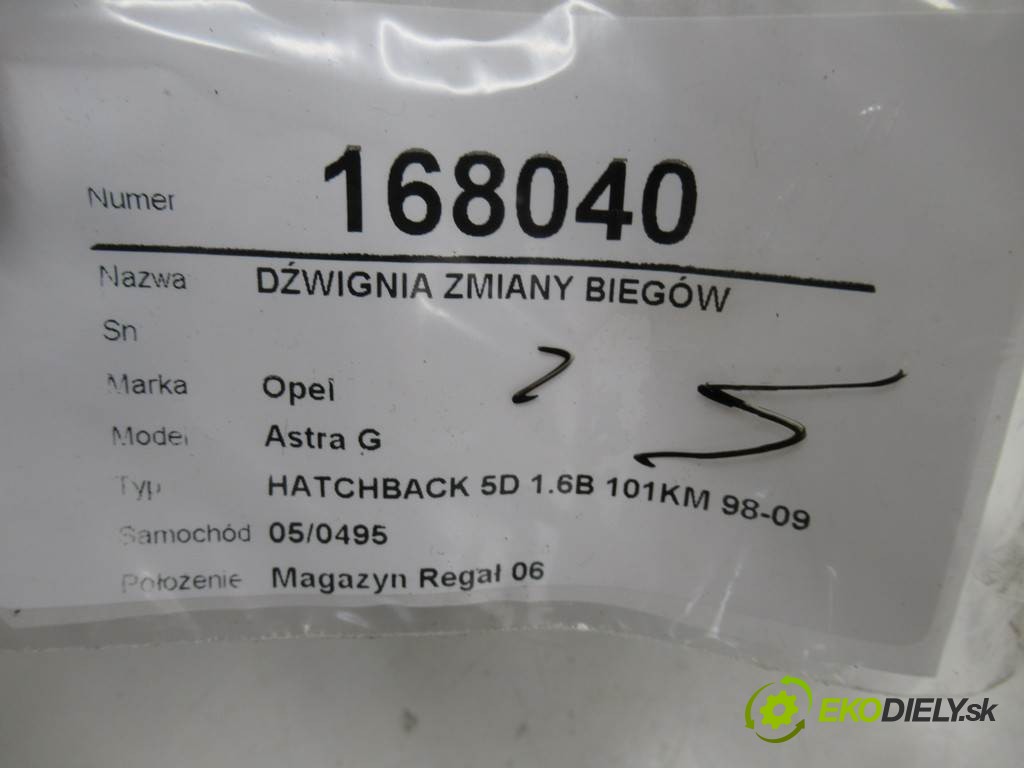 Numer 168040
Nazwa DŹWIGNIA ZMIANY BIEGÓW
Sn
Marka Opel
Model Astra G
Typ HATCHBACK 5D 1.6B 101KM 98-09
Samochód 05/0495
Położenie Magazyn Regał 06
EKODIELY.sk